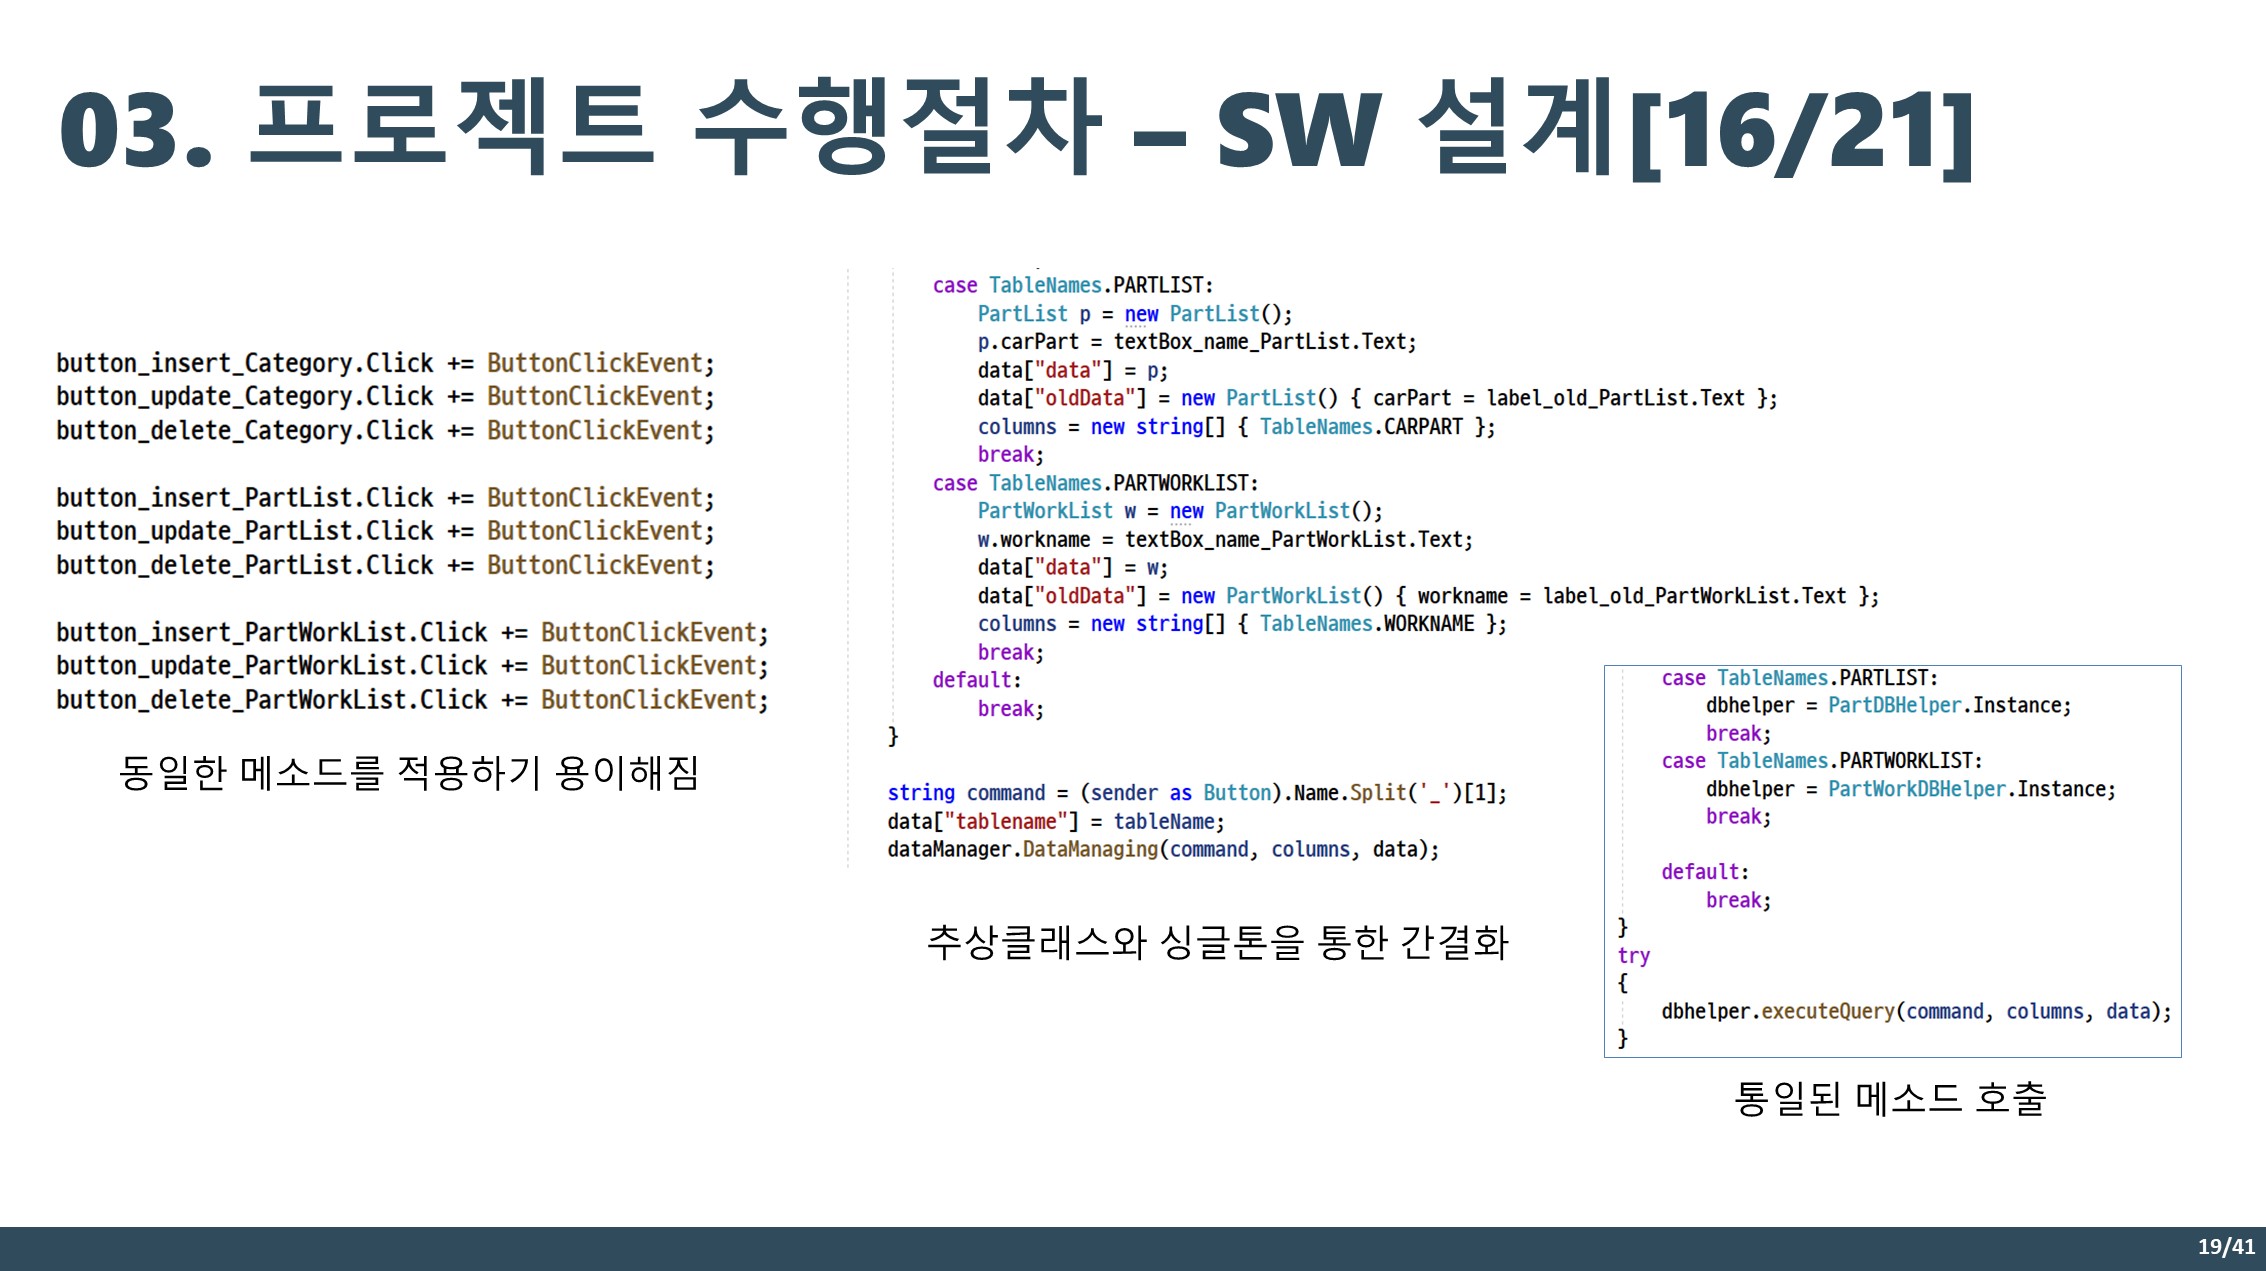 03. 프로젝트 수행절차 – SW 설계[16/21]
button_insert_Category.Click += ButtonClickEvent;
button_update_Category.Click += ButtonClickEvent;
button_delete_Category.Click += ButtonClickEvent;
button_insert_PartList.Click += ButtonClickEvent;
button_update_PartList.Click += ButtonClickEvent;
button_delete_PartList.Click += ButtonClickEvent;
button_insert_PartWorkList.Click += ButtonClickEvent;
button_update_PartWorkList.Click += ButtonClickEvent;
button_delete_PartWorkList.Click += ButtonClickEvent;
동일한 메소드를 적용하기 용이해짐
case TableNames.PARTLIST:
PartList p = new PartList();
p.carPart = textBox_name_PartList.Text;
data["data"] = p;
data["oldData"] = new PartList() { carPart = label_old_PartList.Text };
columns = new string[] { TableNames.CARPART };
break;
case TableNames.PARTWORKLIST:
PartWorkList w = new PartWorkList();
w.workname = textBox_name_PartWorkList.Text;
data["data"] = w;
data["oldData"] = new PartWorkList() { workname = label_old_PartWorkList.Text };
columns = new string[] { TableNames.WORKNAME };
break;
default:
break;
}
string command = (sender as Button).Name.Split('_')[1];
data["tablename"] = tableName;
dataManager.DataManaging(command, columns, data);
추상클래스와 싱글톤을 통한 간결화
case TableNames.PARTLIST:
dbhelper = PartDBHelper.Instance;
break;
case TableNames.PARTWORKLIST:
dbhelper = PartWorkDBHelper.Instance;
break;
default:
break;
}
try
{
dbhelper.executeQuery(command, columns, data);
}
통일된 메소드 호출
19/41